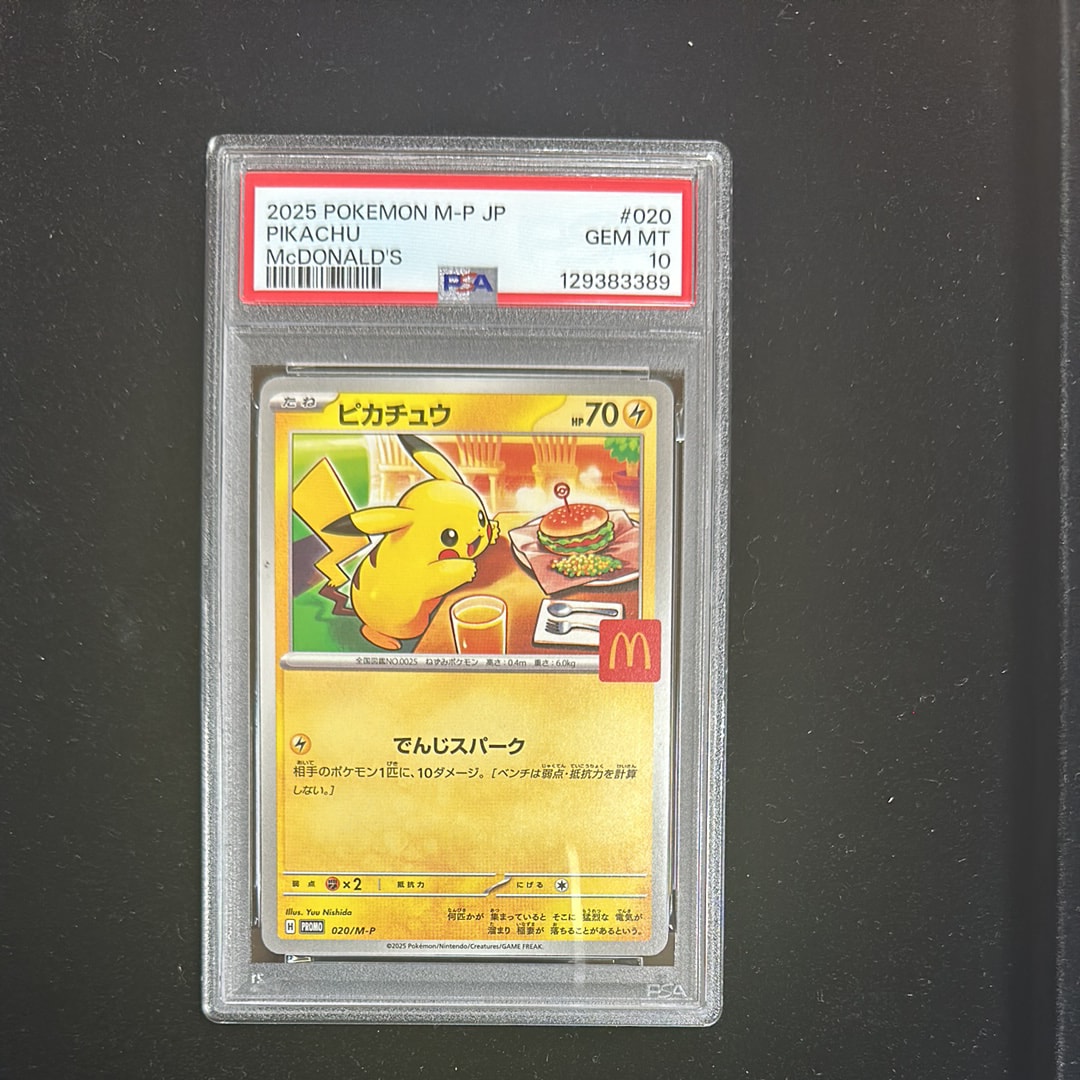 2025 POKEMON M-P JP #020
PIKACHU GEM MT
McDONALD'S 10
PSA 129383389
たね ピカチュウ HP70
全国図鑑NO.0025 ねずみポケモン 高さ:0.4m 重さ:6.0kg
でんじスパーク
相手のポケモン1匹に、10ダメージ。[ベンチは弱点・抵抗力を計算
しない。]
弱点 ×2 抵抗力 にげる
Illus. Yuu Nishida
何匹かが 集まっていると そこに 猛烈な 電気が
溜まり 稲妻が 落ちることがあるという。
H PROMO 020/M-P
©2025 Pokémon/Nintendo/Creatures/GAME FREAK.
PSA